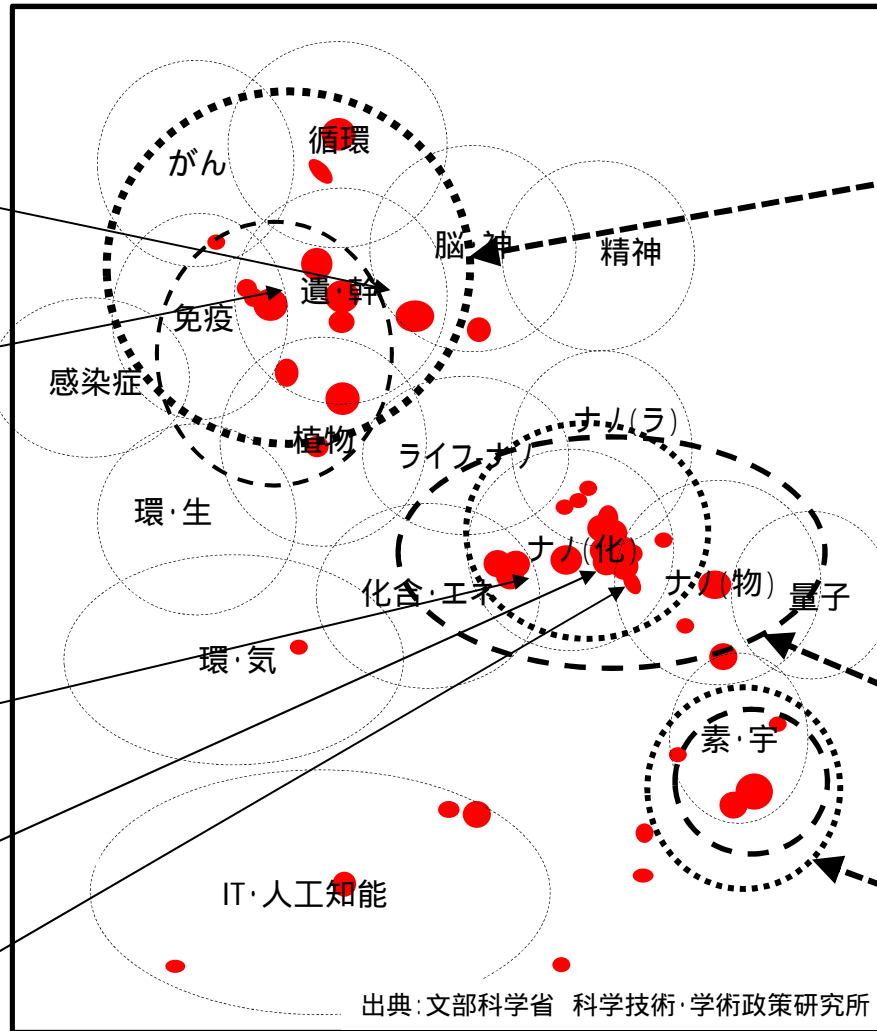 循環
がん
脳・神
精神
遺・幹
免疫
感染症
ナノ(ラ)
植物
ライフ-ナノ
環・生
ナノ(化)
ナノ(物)
化合・エネ
量子
環・気
素・宇
IT・人工知能
出典:文部科学省 科学技術・学術政策研究所